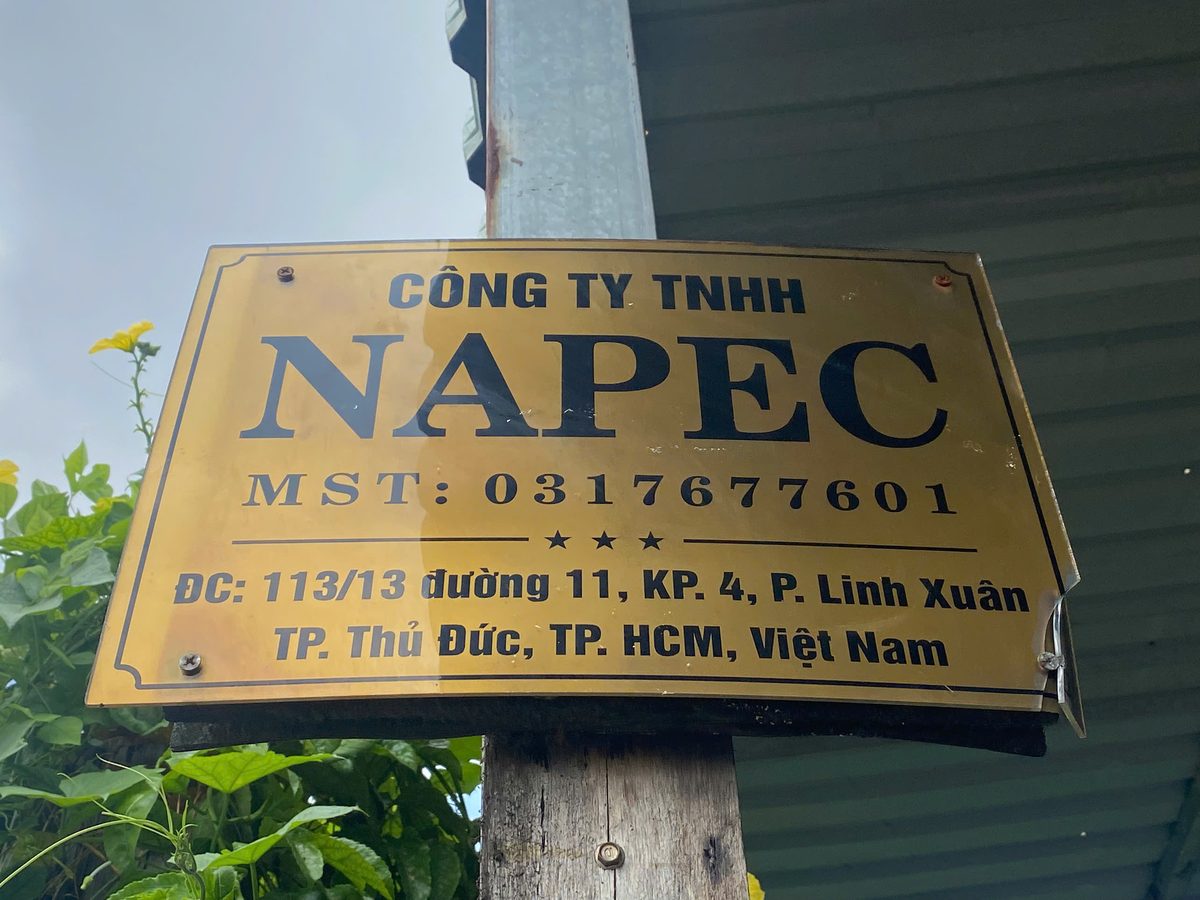 CÔNG TY TNHH
NAPEC
MST: 0317677601
ĐC: 113/13 đường 11, KP. 4, P. Linh Xuân
TP. Thủ Đức, TP. HCM, Việt Nam